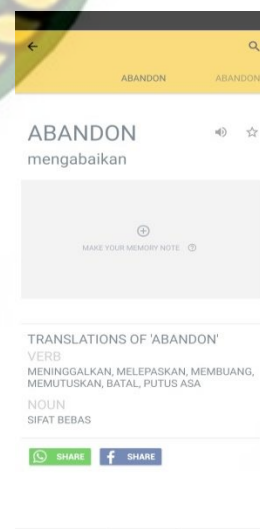 ABANDON ABANDON
ABANDON
mengabaikan
MAKE YOUR MEMORY NOTE ?
TRANSLATIONS OF 'ABANDON'
VERB
MENINGGALKAN, MELEPASKAN, MEMBUANG,
MEMUTUSKAN, BATAL, PUTUS ASA
NOUN
SIFAT BEBAS
SHARE f SHARE